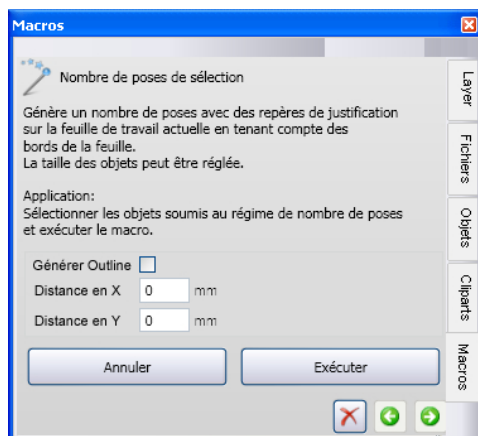 Macros
Nombre de poses de sélection
Génère un nombre de poses avec des repères de justification
sur la feuille de travail actuelle en tenant compte des
bords de la feuille.
La taille des objets peut être réglée.
Application:
Sélectionner les objets soumis au régime de nombre de poses
et exécuter le macro.
Générer Outline
Distance en X 0 mm
Distance en Y 0 mm
Annuler Exécuter
Layer
Fichiers
Objets
Cliparts
Macros